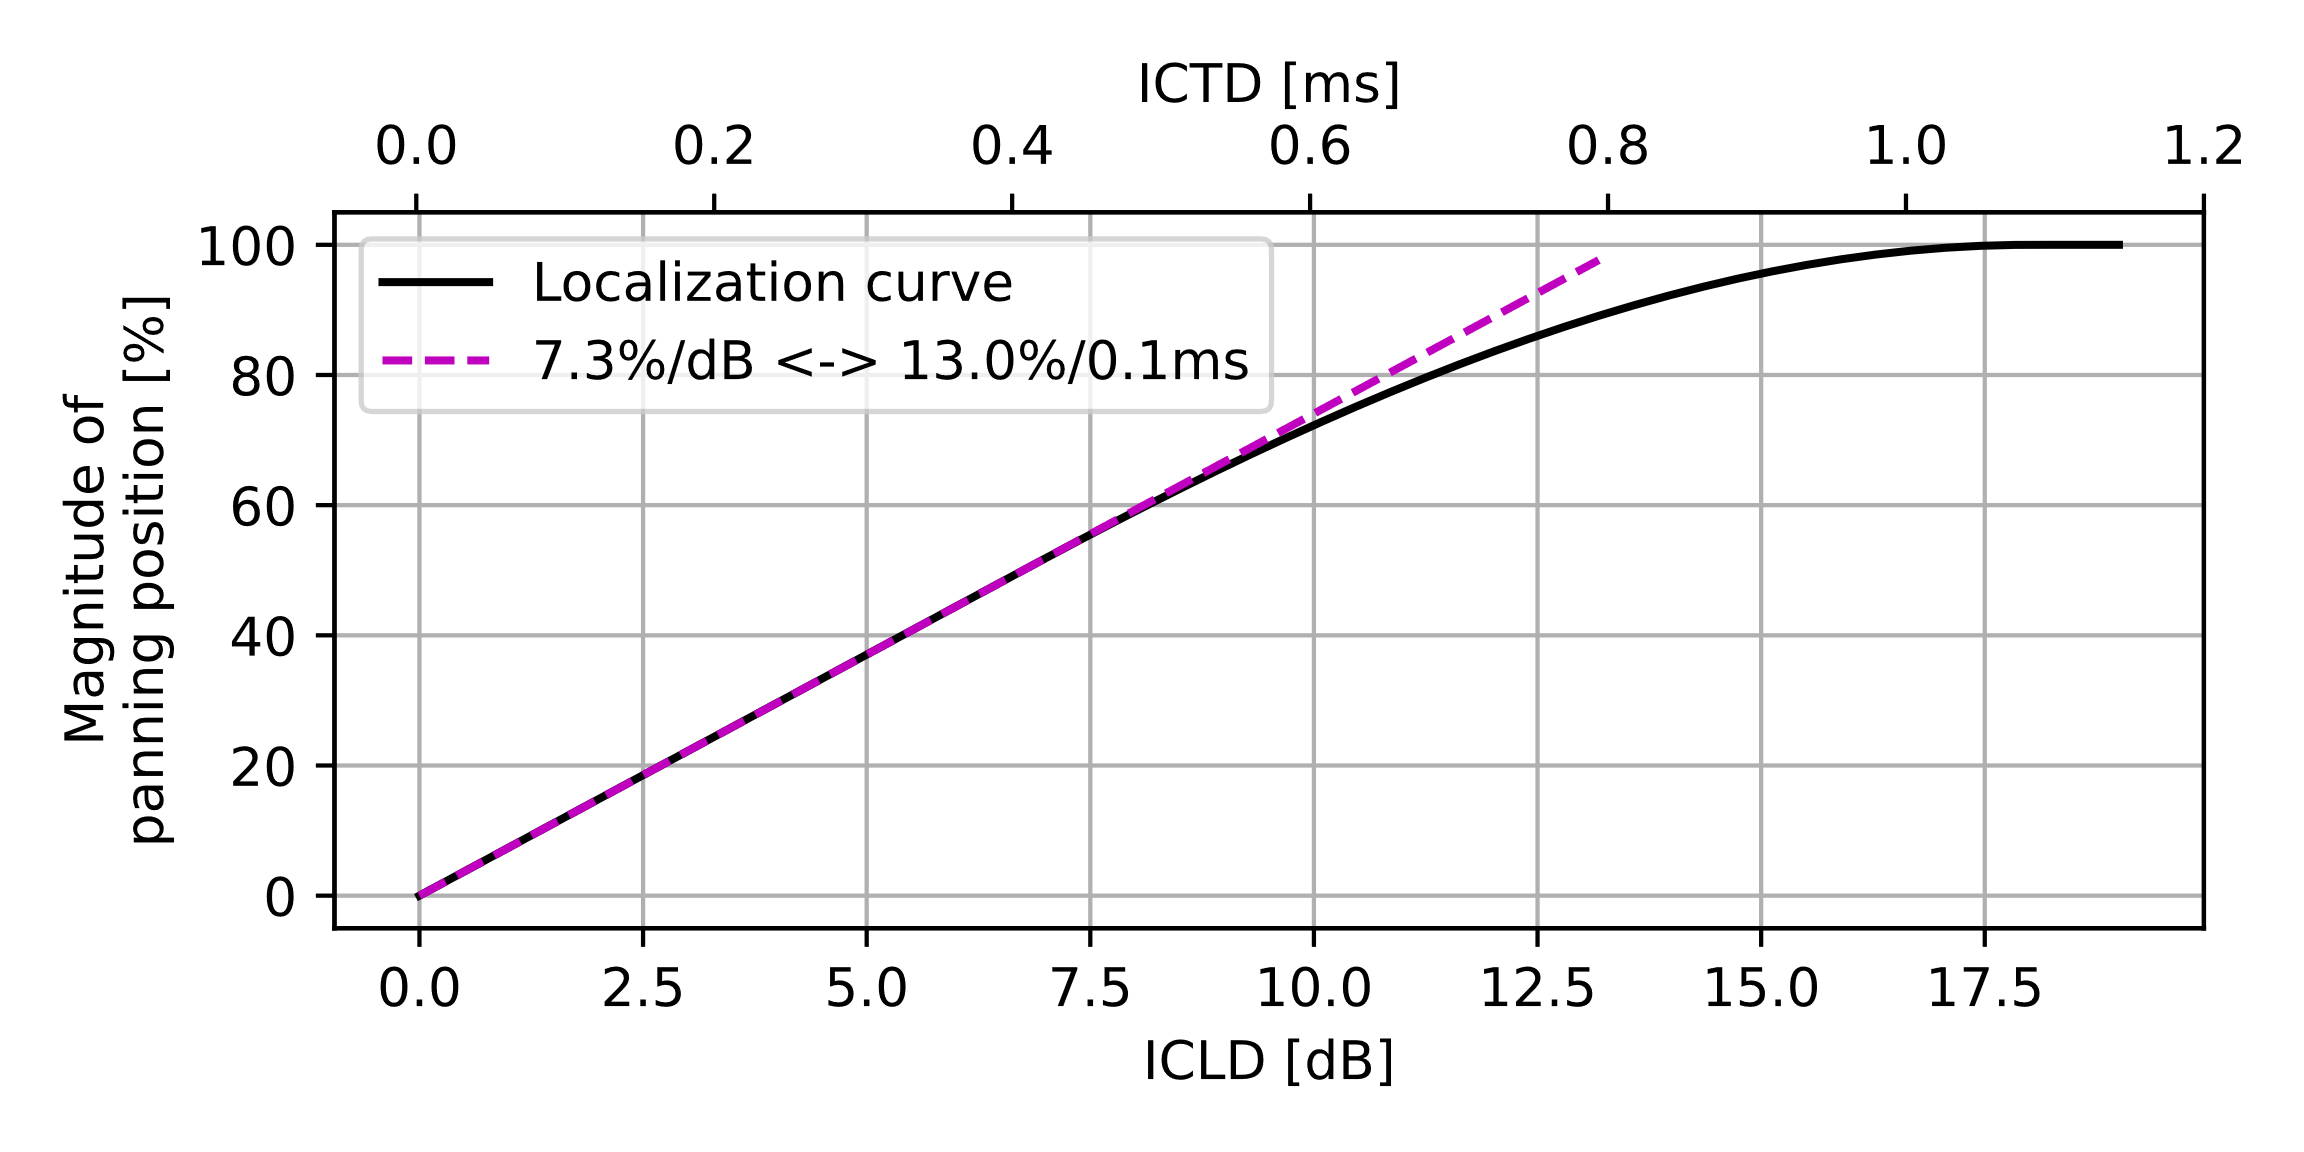 ICTD [ms]
0.0 0.2 0.4 0.6 0.8 1.0 1.2
Magnitude of
panning position [%]
100
80
60
40
20
0
Localization curve
7.3%/dB <-> 13.0%/0.1ms
0.0 2.5 5.0 7.5 10.0 12.5 15.0 17.5
ICLD [dB]